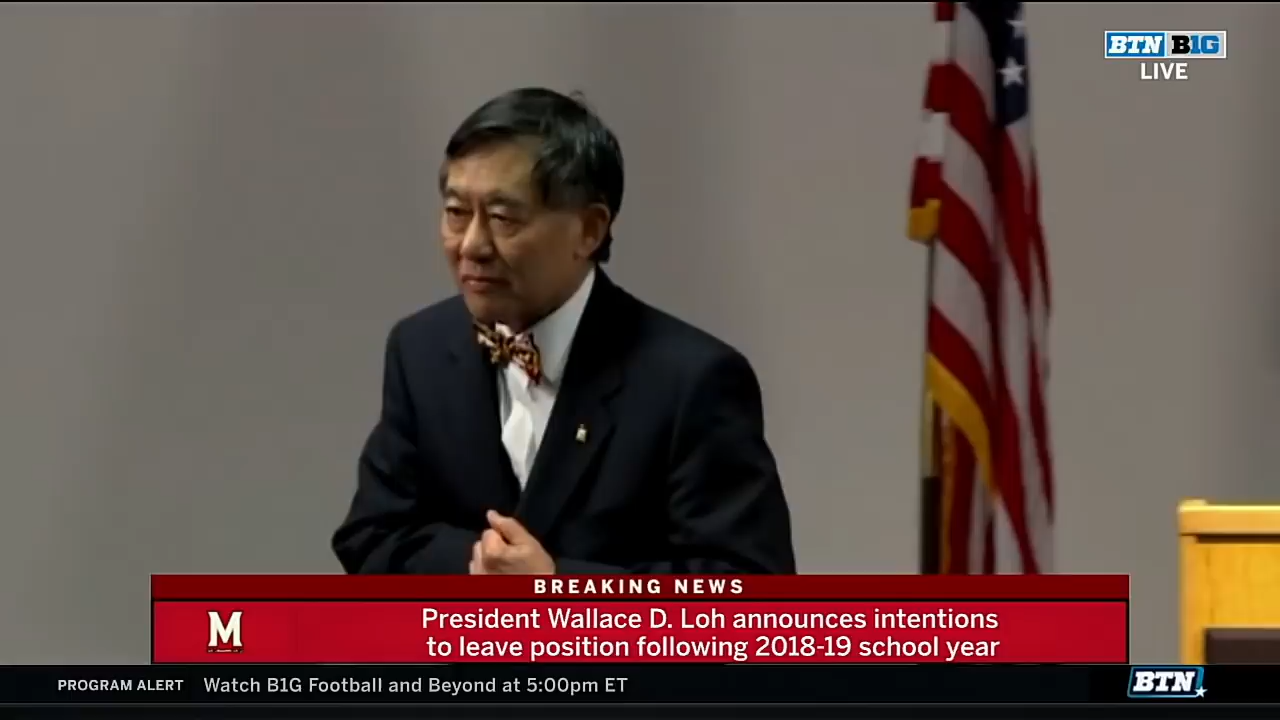 BTN B1G
LIVE
BREAKING NEWS
M
President Wallace D. Loh announces intentions
to leave position following 2018-19 school year
PROGRAM ALERT Watch B1G Football and Beyond at 5:00pm ET
BTN